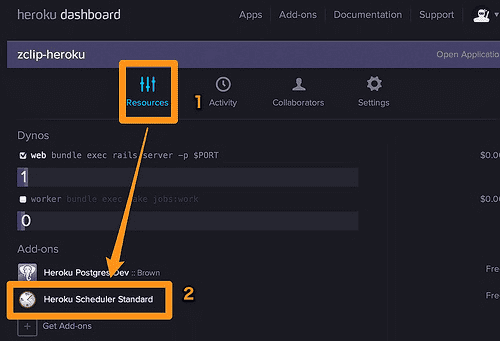 heroku dashboard Apps Add-ons Documentation Support
zclip-heroku Open Applicatio
1
Resources Activity Collaborators Settings
Dynos
web bundle exec rails server -p $PORT $0.0
1
worker bundle exec rake jobs:work $0.0
0
Add-ons
Heroku Postgres Dev :: Brown Fre
Heroku Scheduler Standard 2 Fre
+ Get Add-ons